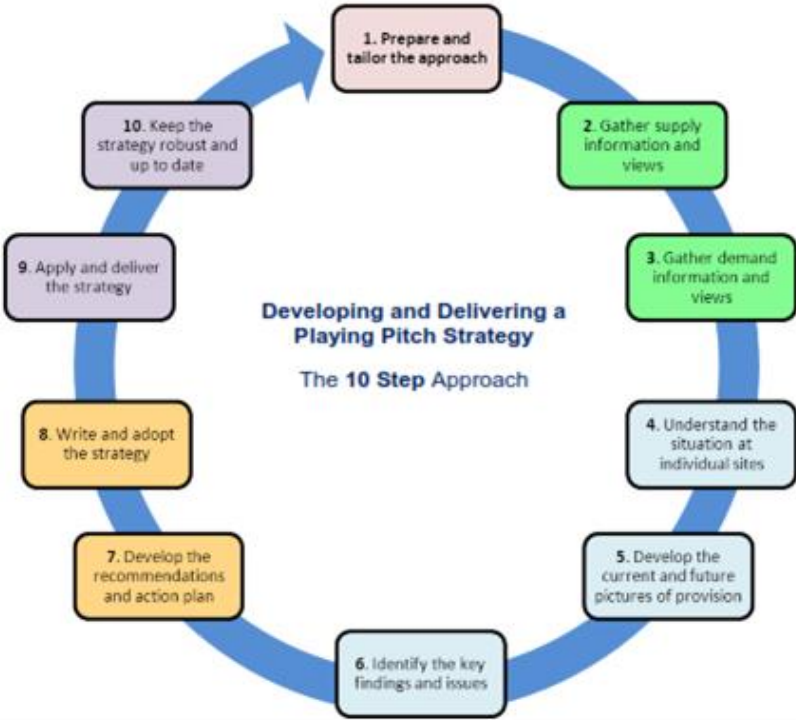 1. Prepare and
tailor the approach
2. Gather supply
information and
views
3. Gather demand
information and
views
4. Understand the
situation at
individual sites
5. Develop the
current and future
pictures of provision
6. Identify the key
findings and issues
7. Develop the
recommendations
and action plan
8. Write and adopt
the strategy
9. Apply and deliver
the strategy
10. Keep the
strategy robust and
up to date
Developing and Delivering a
Playing Pitch Strategy
The 10 Step Approach